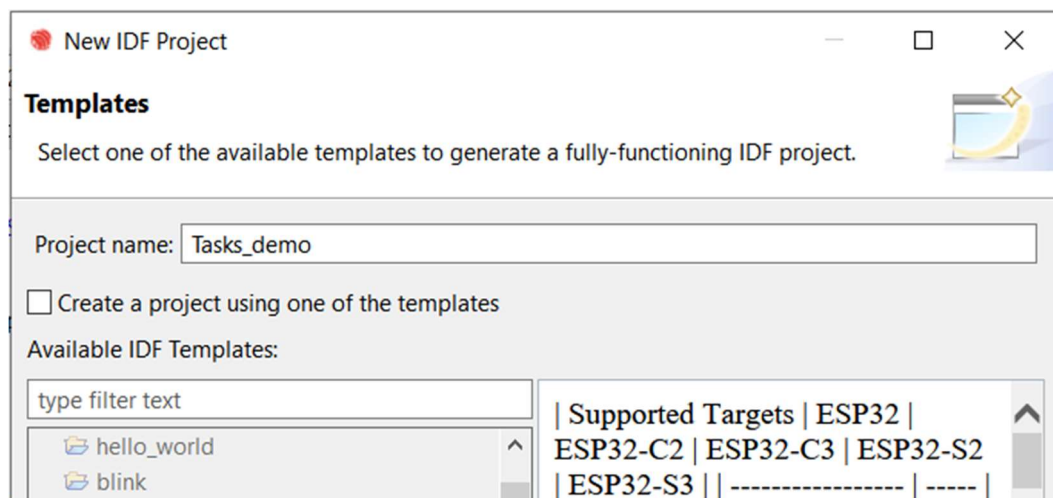 New IDF Project
Templates
Select one of the available templates to generate a fully-functioning IDF project.
Project name: Tasks_demo
Create a project using one of the templates
Available IDF Templates:
type filter text
hello_world
blink
| Supported Targets | ESP32 |
ESP32-C2 | ESP32-C3 | ESP32-S2
| ESP32-S3 | | ----------------- | ----- |